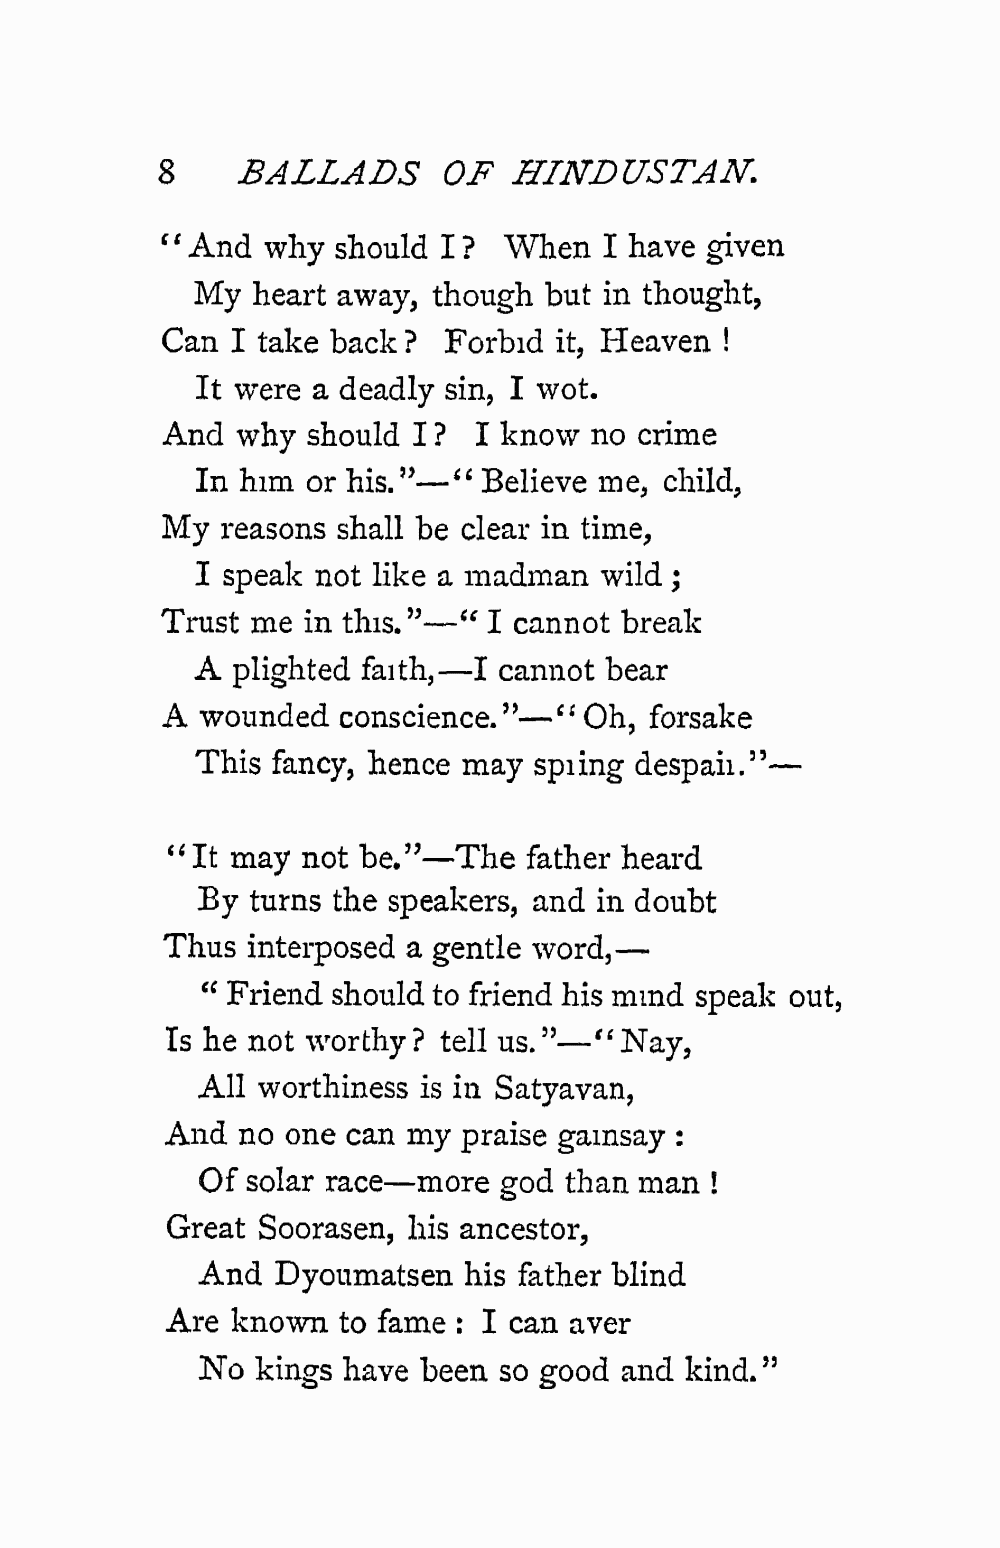 8 BALLADS OF HINDUSTAN.
"And why should I? When I have given
My heart away, though but in thought,
Can I take back? Forbid it, Heaven!
It were a deadly sin, I wot.
And why should I? I know no crime
In him or his."—"Believe me, child,
My reasons shall be clear in time,
I speak not like a madman wild;
Trust me in this."—"I cannot break
A plighted faith,—I cannot bear
A wounded conscience."—"Oh, forsake
This fancy, hence may spring despair."—
"It may not be."—The father heard
By turns the speakers, and in doubt
Thus interposed a gentle word,—
"Friend should to friend his mind speak out,
Is he not worthy? tell us."—"Nay,
All worthiness is in Satyavan,
And no one can my praise gainsay:
Of solar race—more god than man!
Great Soorasen, his ancestor,
And Dyoumatsen his father blind
Are known to fame: I can aver
No kings have been so good and kind."